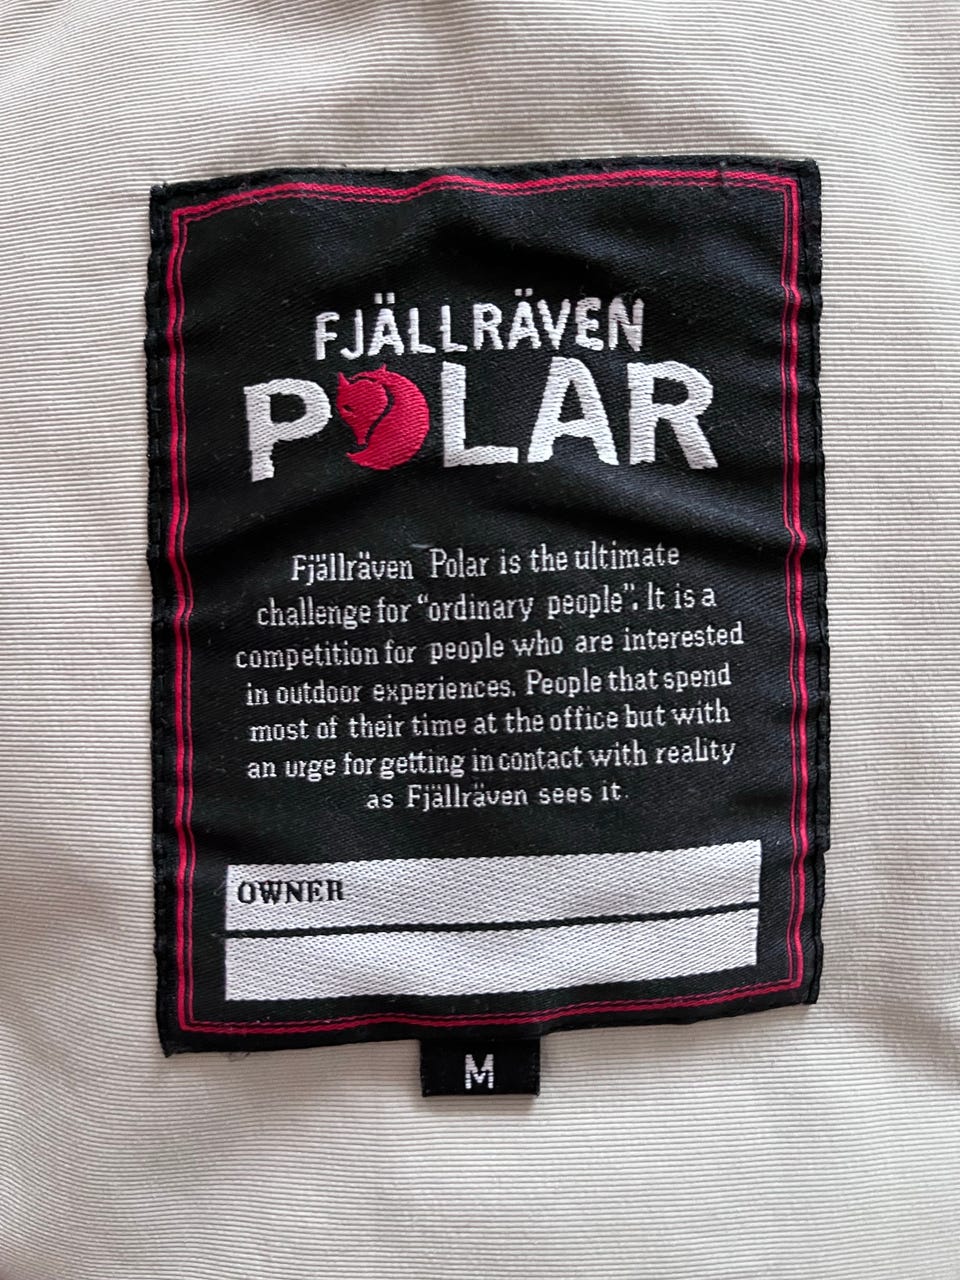 FJÄLLRÄVEN
POLAR
Fjällräven Polar is the ultimate
challenge for "ordinary people". It is a
competition for people who are interested
in outdoor experiences. People that spend
most of their time at the office but with
an urge for getting in contact with reality
as Fjällräven sees it.
OWNER
M